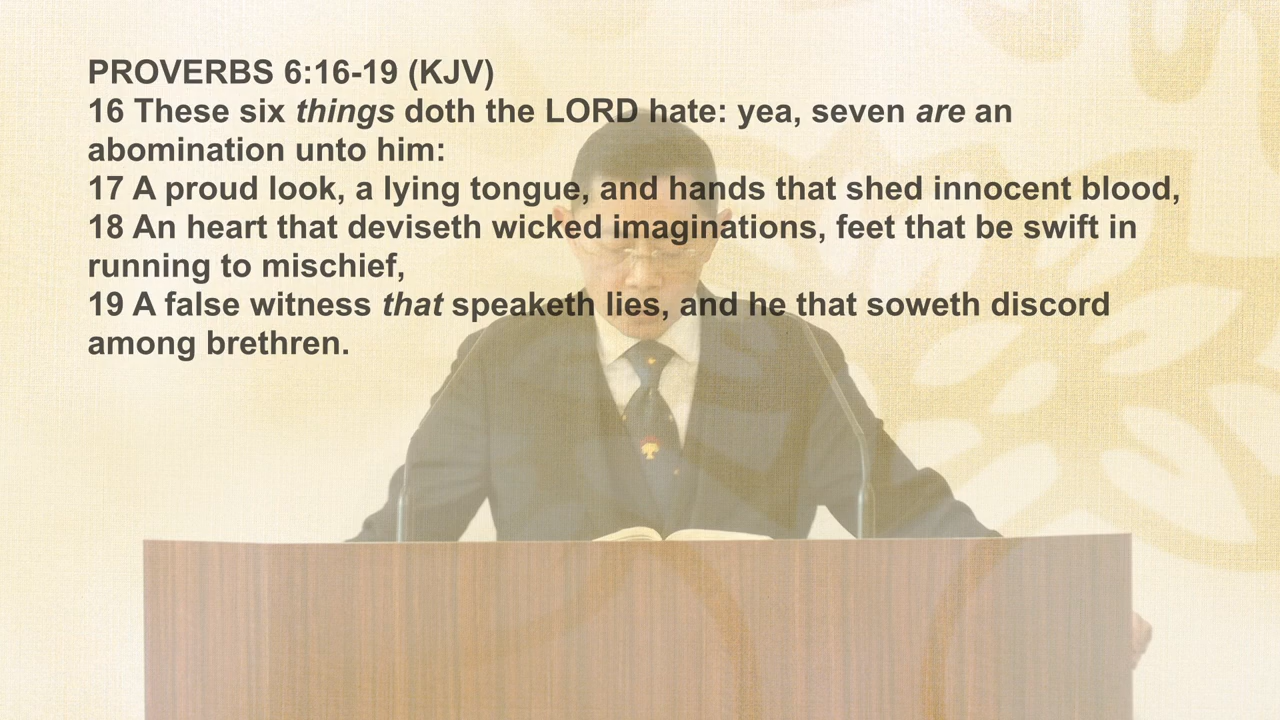 PROVERBS 6:16-19 (KJV)
16 These six things doth the LORD hate: yea, seven are an
abomination unto him:
17 A proud look, a lying tongue, and hands that shed innocent blood,
18 An heart that deviseth wicked imaginations, feet that be swift in
running to mischief,
19 A false witness that speaketh lies, and he that soweth discord
among brethren.